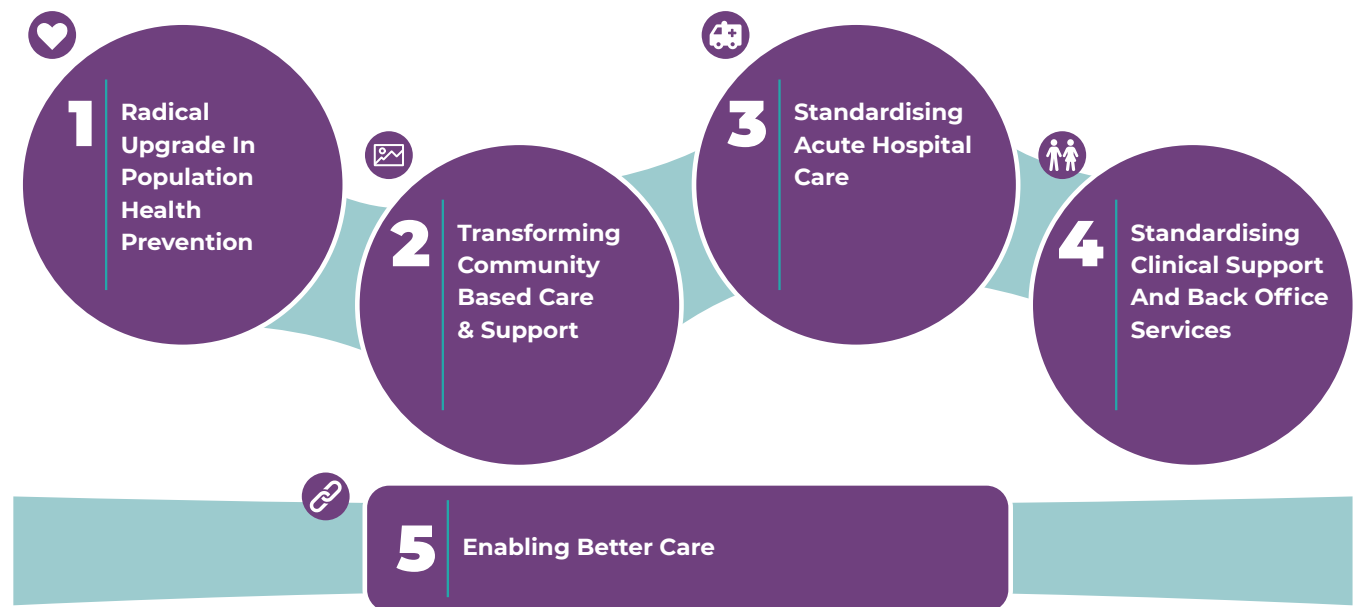 1
Radical
Upgrade In
Population
Health
Prevention
2
Transforming
Community
Based Care
& Support
3
Standardising
Acute Hospital
Care
4
Standardising
Clinical Support
And Back Office
Services
5
Enabling Better Care